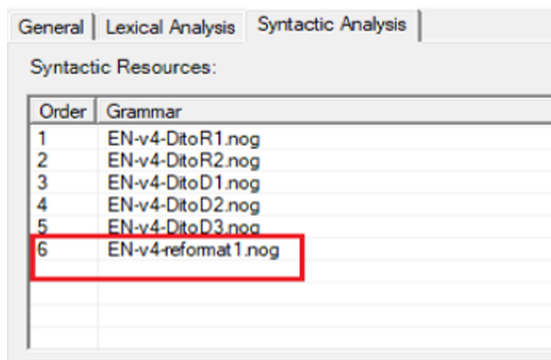 General Lexical Analysis Syntactic Analysis
Syntactic Resources:
Order Grammar
1 EN-v4-DitoR1.nog
2 EN-v4-DitoR2.nog
3 EN-v4-DitoD1.nog
4 EN-v4-DitoD2.nog
5 EN-v4-DitoD3.nog
6 EN-v4-reformat1.nog